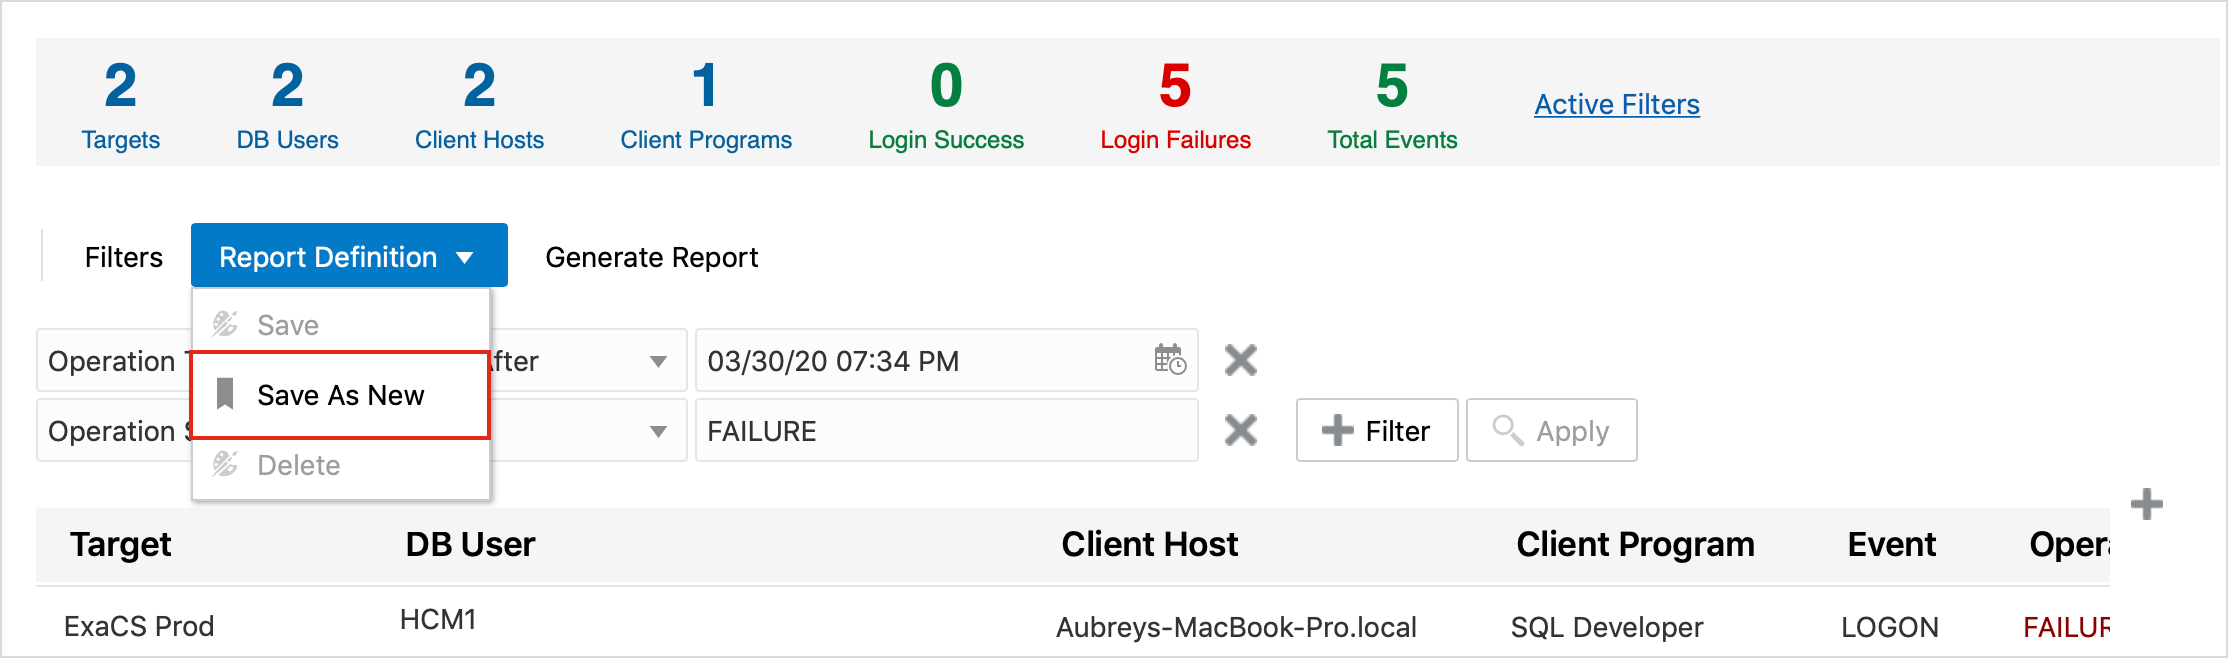 2 2 2 1 0 5 5
Targets DB Users Client Hosts Client Programs Login Success Login Failures Total Events Active Filters
Filters Report Definition Generate Report
Save
Operation 03/30/20 07:34 PM
Save As New
Operation FAILURE Filter Apply
Delete
Target DB User Client Host Client Program Event
ExaCS Prod HCM1 Aubreys-MacBook-Pro.local SQL Developer LOGON